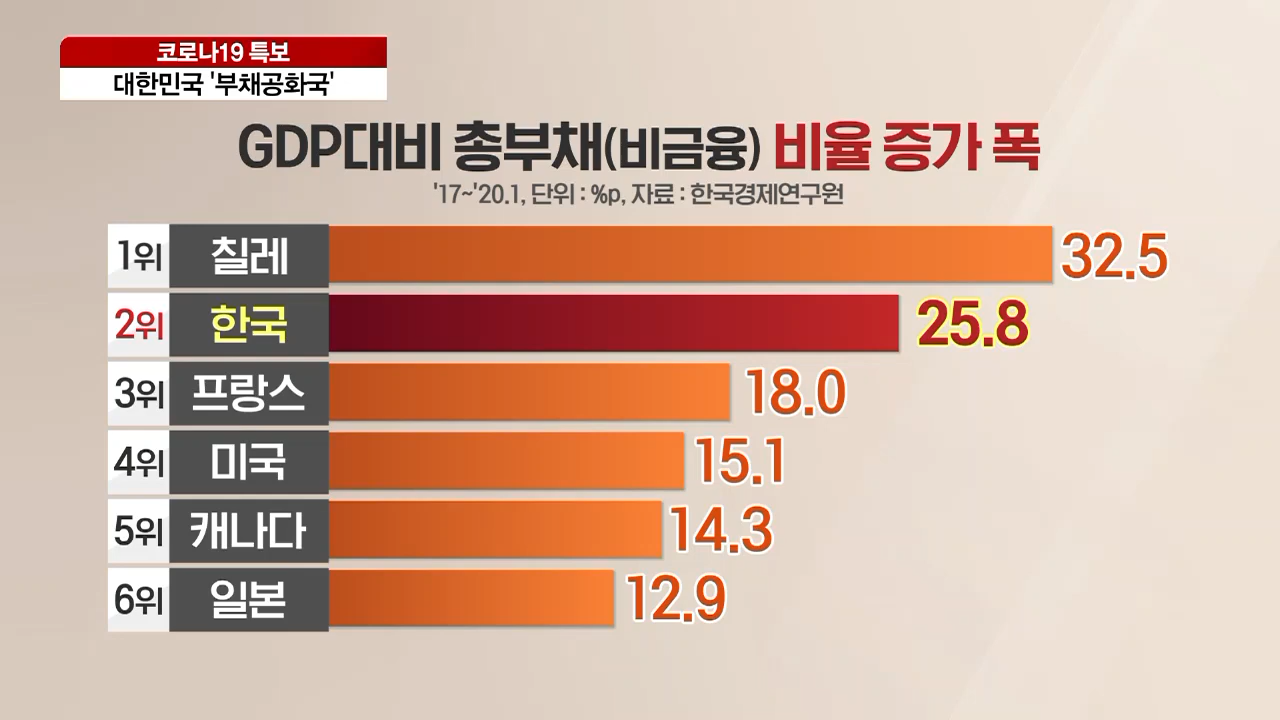 코로나19 특보
대한민국 '부채공화국'
GDP대비 총부채(비금융) 비율 증가 폭
'17~'20.1, 단위 : %p, 자료 : 한국경제연구원
1위 칠레 32.5
2위 한국 25.8
3위 프랑스 18.0
4위 미국 15.1
5위 캐나다 14.3
6위 일본 12.9